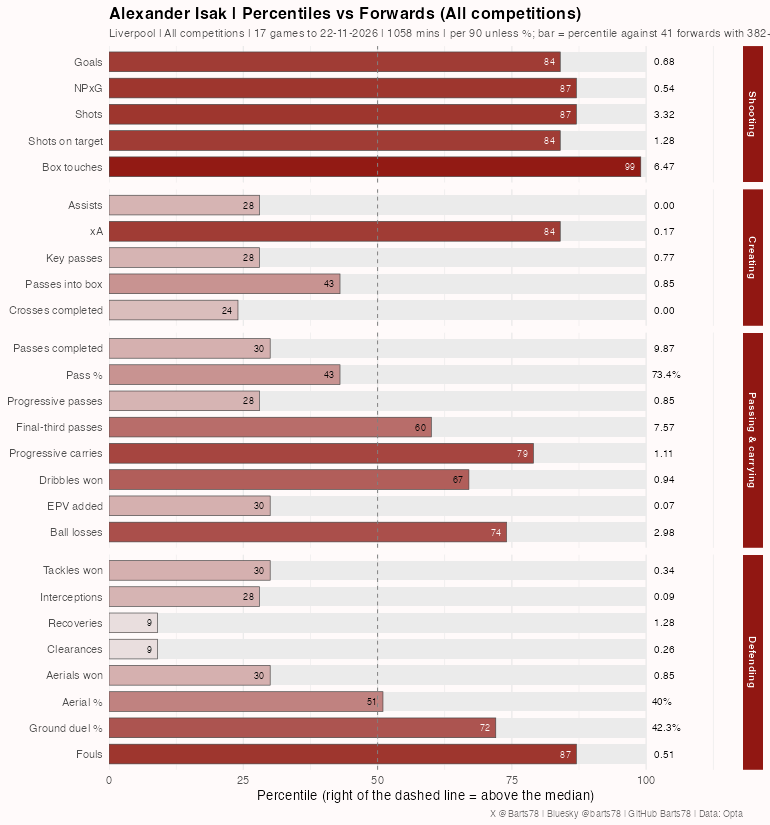 Alexander Isak | Percentiles vs Forwards (All competitions)
Liverpool | All competitions | 17 games to 22-11-2026 | 1058 mins | per 90 unless %; bar = percentile against 41 forwards with 382-
Goals 84 0.68
NPxG 87 0.54
Shots 87 3.32
Shots on target 84 1.28
Box touches 99 6.47
Shooting
Assists 28 0.00
xA 84 0.17
Key passes 28 0.77
Passes into box 43 0.85
Crosses completed 24 0.00
Creating
Passes completed 30 9.87
Pass % 43 73.4%
Progressive passes 28 0.85
Final-third passes 60 7.57
Progressive carries 79 1.11
Dribbles won 67 0.94
EPV added 30 0.07
Ball losses 74 2.98
Passing & carrying
Tackles won 30 0.34
Interceptions 28 0.09
Recoveries 9 1.28
Clearances 9 0.26
Aerials won 30 0.85
Aerial % 51 40%
Ground duel % 72 42.3%
Fouls 87 0.51
Defending
0 25 50 75 100
Percentile (right of the dashed line = above the median)
X @Barts78 | Bluesky @barts78 | GitHub Barts78 | Data: Opta